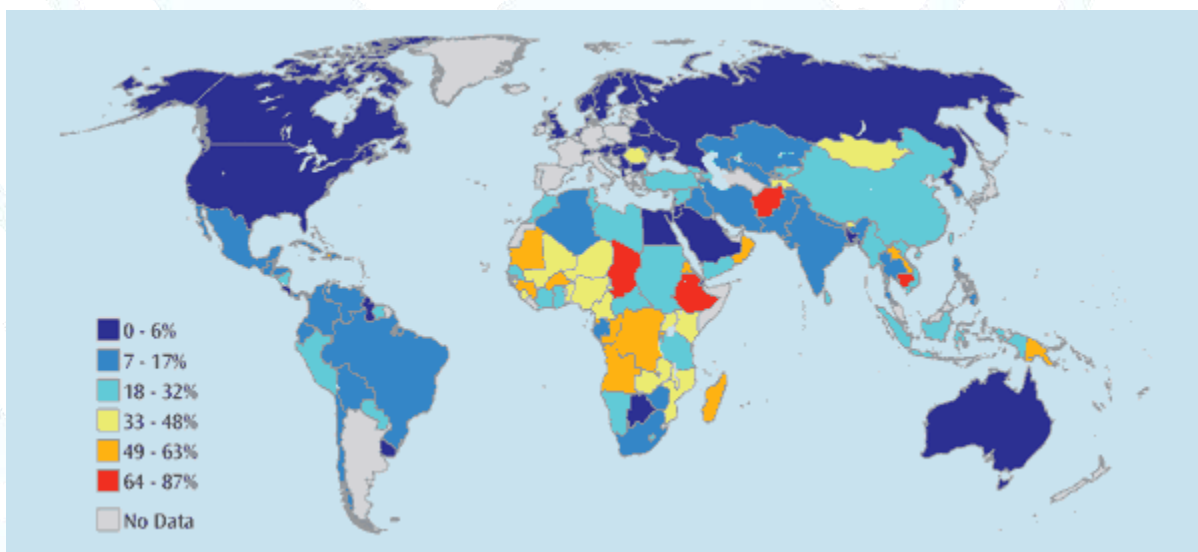 0 - 6%
7 - 17%
18 - 32%
33 - 48%
49 - 63%
64 - 87%
No Data